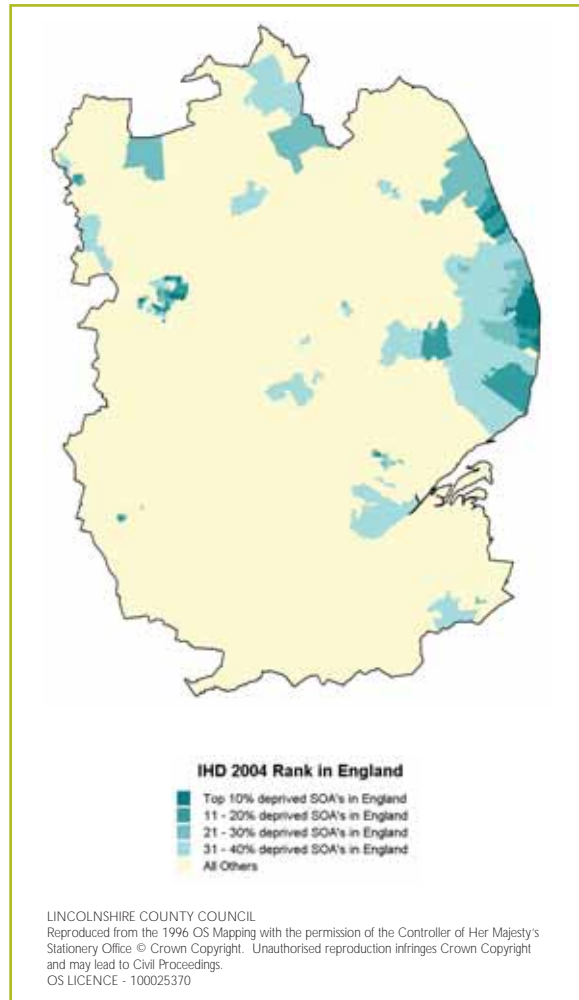 IHD 2004 Rank in England
Top 10% deprived SOA's in England
11 - 20% deprived SOA's in England
21 - 30% deprived SOA's in England
31 - 40% deprived SOA's in England
All Others
LINCOLNSHIRE COUNTY COUNCIL
Reproduced from the 1996 OS Mapping with the permission of the Controller of Her Majesty's
Stationery Office © Crown Copyright. Unauthorised reproduction infringes Crown Copyright
and may lead to Civil Proceedings.
OS LICENCE - 100025370